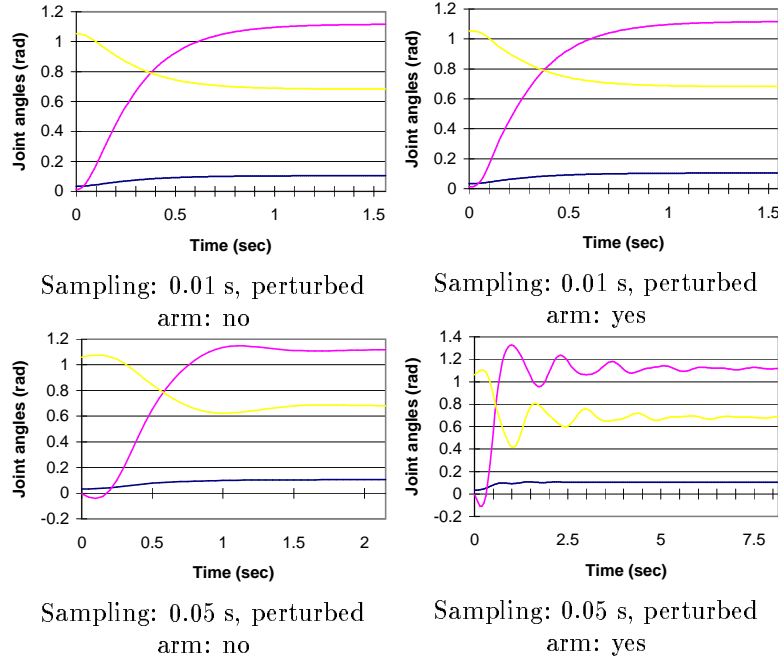 Joint angles (rad)
1.2
1
0.8
0.6
0.4
0.2
0
0 0.5 1 1.5
Time (sec)
Sampling: 0.01 s, perturbed
arm: no
Joint angles (rad)
1.2
1
0.8
0.6
0.4
0.2
0
0 0.5 1 1.5
Time (sec)
Sampling: 0.01 s, perturbed
arm: yes
Joint angles (rad)
1.2
1
0.8
0.6
0.4
0.2
0
-0.2
0 0.5 1 1.5 2
Time (sec)
Sampling: 0.05 s, perturbed
arm: no
Joint angles (rad)
1.4
1.2
1
0.8
0.6
0.4
0.2
0
-0.2
0 2.5 5 7.5
Time (sec)
Sampling: 0.05 s, perturbed
arm: yes